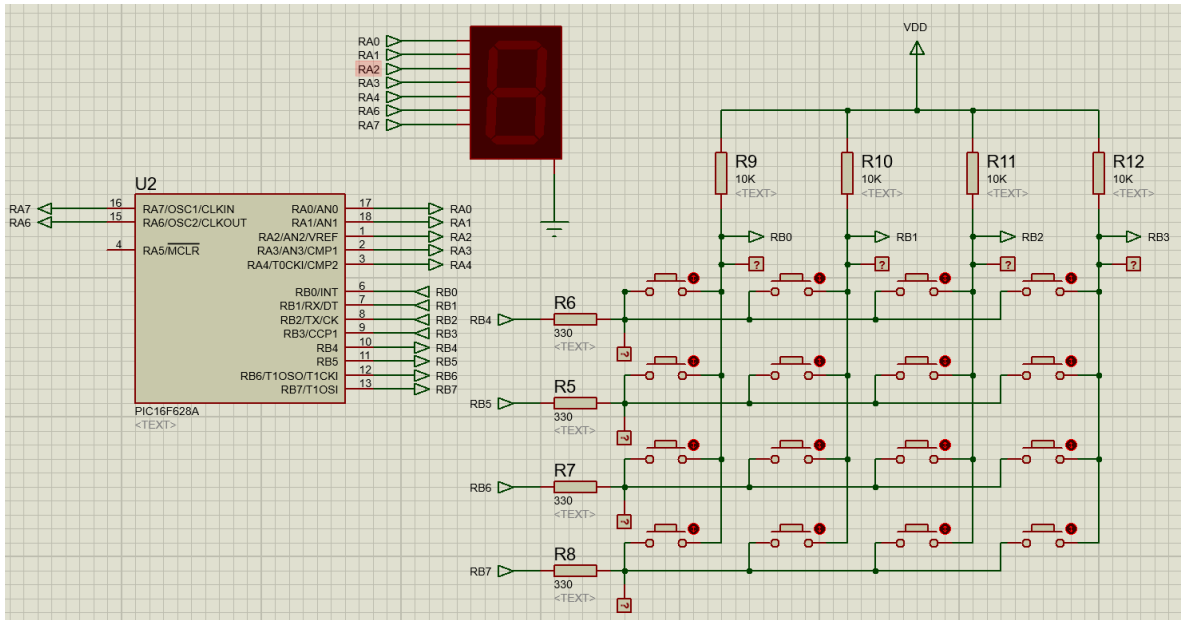 VDD
RA0
RA1
RA2
RA3
RA4
RA6
RA7
R9
10K
<TEXT>
R10
10K
<TEXT>
R11
10K
<TEXT>
R12
10K
<TEXT>
RB0
RB1
RB2
RB3
?
?
?
?
U2
RA7
RA6
16
15
4
RA7/OSC1/CLKIN
RA6/OSC2/CLKOUT
RA5/MCLR
RA0/AN0
RA1/AN1
RA2/AN2/VREF
RA3/AN3/CMP1
RA4/T0CKI/CMP2
RB0/INT
RB1/RX/DT
RB2/TX/CK
RB3/CCP1
RB4
RB5
RB6/T1OSO/T1CKI
RB7/T1OSI
17
18
1
2
3
6
7
8
9
10
11
12
13
RA0
RA1
RA2
RA3
RA4
RB0
RB1
RB2
RB3
RB4
RB5
RB6
RB7
PIC16F628A
<TEXT>
RB4
R6
330
<TEXT>
?
RB5
R5
330
<TEXT>
?
RB6
R7
330
<TEXT>
?
RB7
R8
330
<TEXT>
?